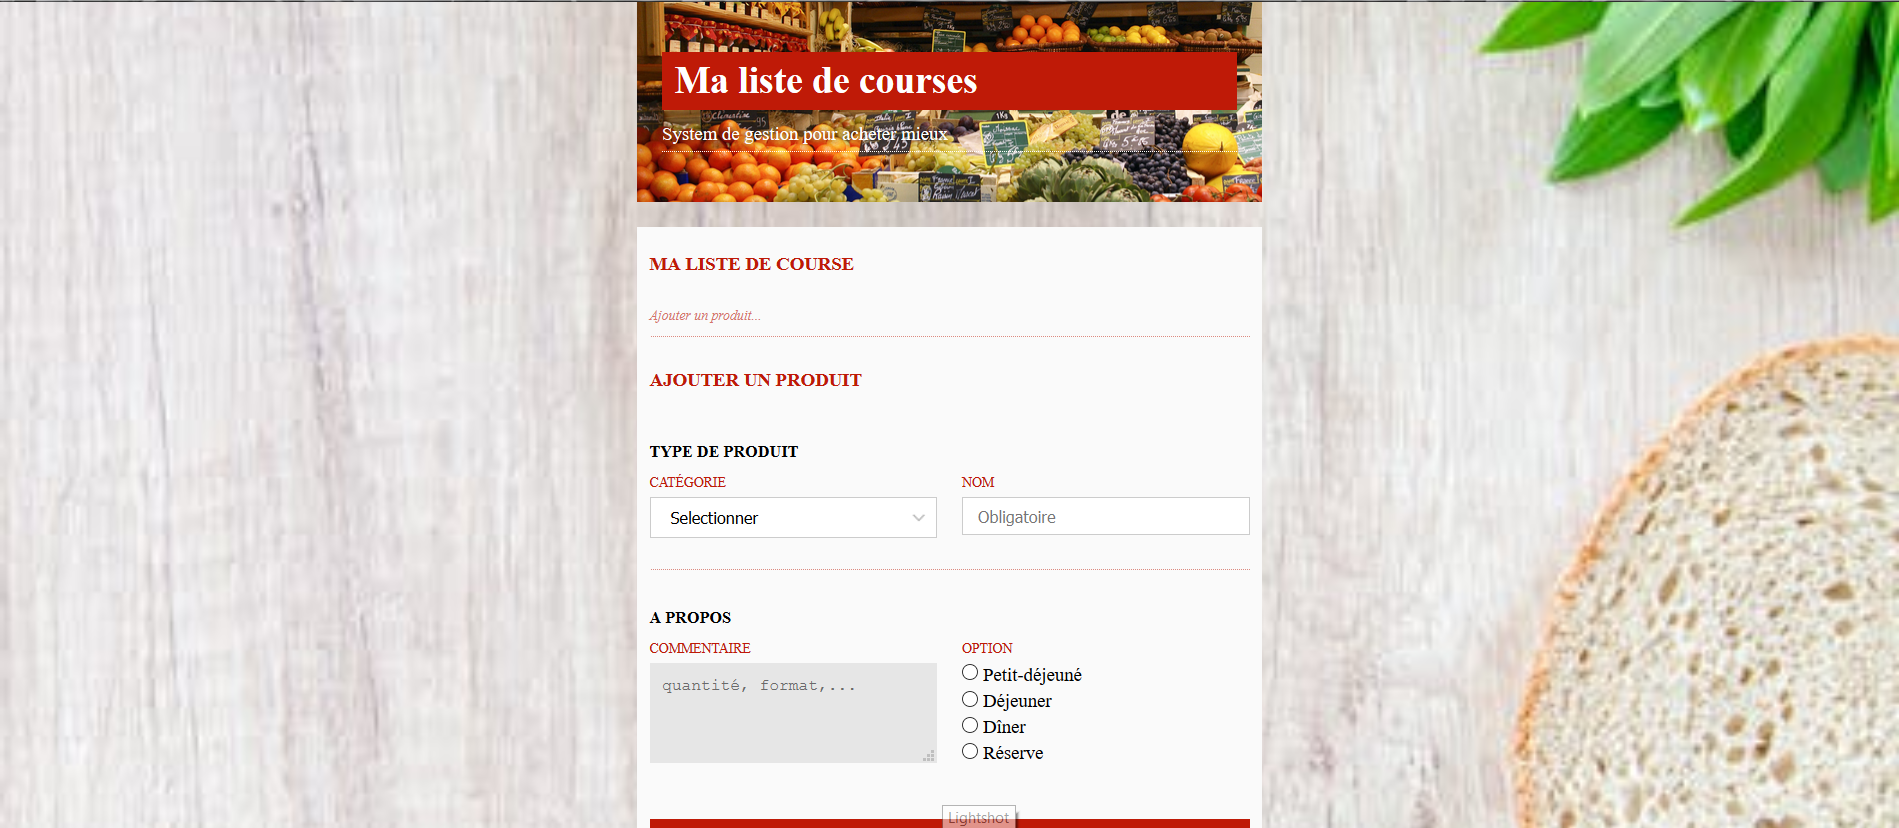 Ma liste de courses
System de gestion pour acheter mieux
MA LISTE DE COURSE
Ajouter un produit...
AJOUTER UN PRODUIT
TYPE DE PRODUIT
CATÉGORIE
NOM
Selectionner
Obligatoire
A PROPOS
COMMENTAIRE
OPTION
quantité, format,...
Petit-déjeuné
Déjeuner
Dîner
Réserve
Lightshot